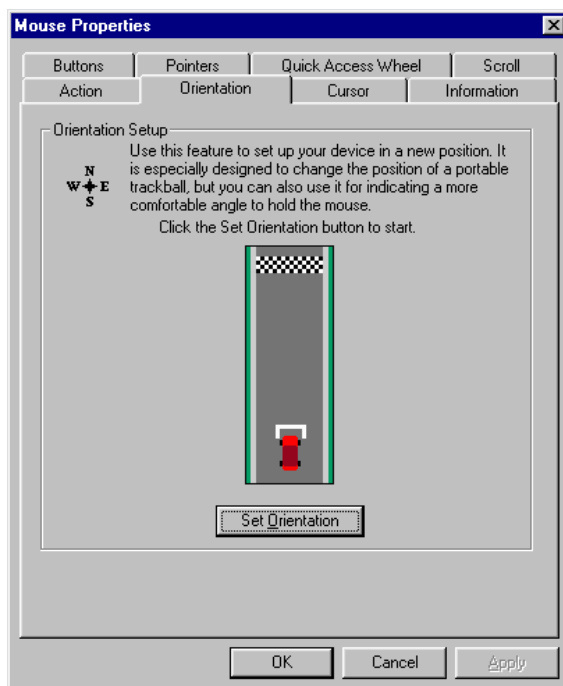 Mouse Properties
Buttons Pointers Quick Access Wheel Scroll
Action Orientation Cursor Information
Orientation Setup
Use this feature to set up your device in a new position. It
is especially designed to change the position of a portable
trackball, but you can also use it for indicating a more
comfortable angle to hold the mouse.
N
W E
S
Click the Set Orientation button to start.
Set Orientation
OK Cancel Apply